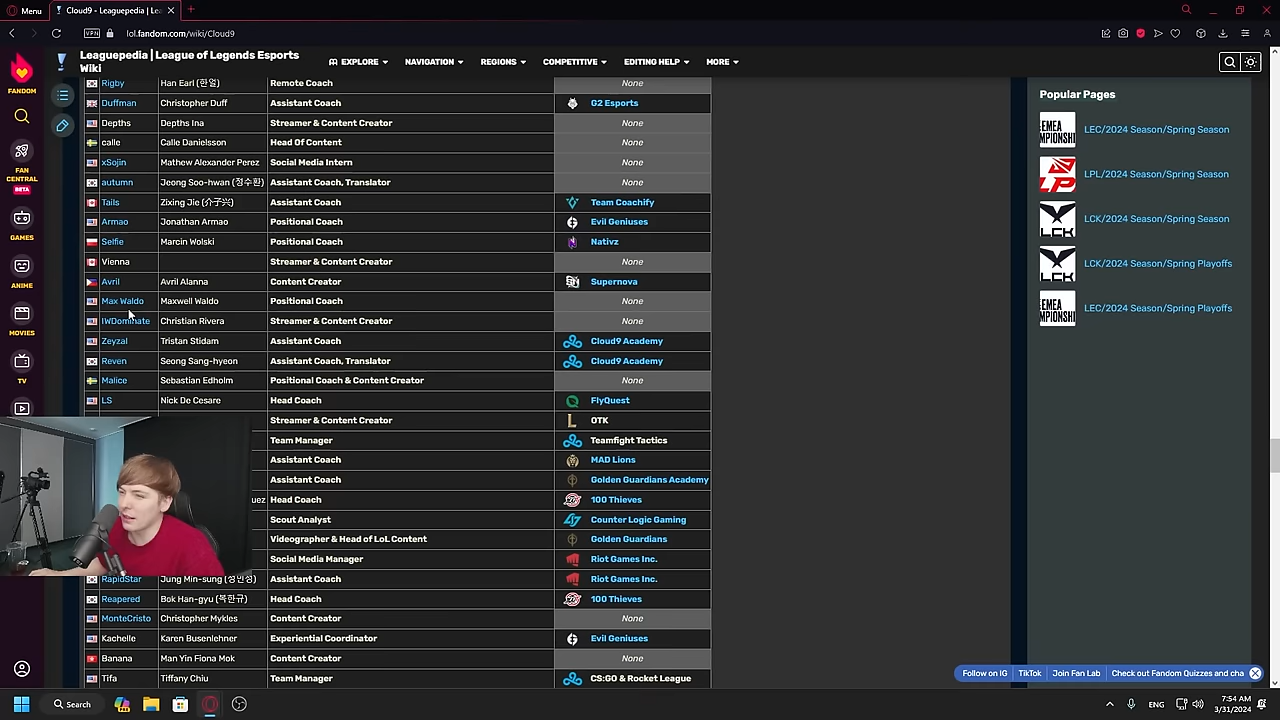 Menu
Cloud9 - Leaguepedia | Lea
lol.fandom.com/wiki/Cloud9
VPN
Leaguepedia | League of Legends Esports Wiki
EXPLORE NAVIGATION REGIONS COMPETITIVE EDITING HELP MORE
FANDOM
FAN CENTRAL
BETA
GAMES
ANIME
MOVIES
TV
Rigby Han Earl (한얼) Remote Coach None
Duffman Christopher Duff Assistant Coach G2 Esports
Depths Depths Ina Streamer & Content Creator None
calle Calle Danielsson Head Of Content None
xSojin Mathew Alexander Perez Social Media Intern None
autumn Jeong Soo-hwan (정수환) Assistant Coach, Translator None
Tails Zixing Jie (介子兴) Assistant Coach Team Coachify
Armao Jonathan Armao Positional Coach Evil Geniuses
Selfie Marcin Wolski Positional Coach Nativz
Vienna Streamer & Content Creator None
Avril Avril Alanna Content Creator Supernova
Max Waldo Maxwell Waldo Positional Coach None
IWDominate Christian Rivera Streamer & Content Creator None
Zeyzal Tristan Stidam Assistant Coach Cloud9 Academy
Reven Seong Sang-hyeon Assistant Coach, Translator Cloud9 Academy
Malice Sebastian Edholm Positional Coach & Content Creator None
LS Nick De Cesare Head Coach FlyQuest
Streamer & Content Creator OTK
Team Manager Teamfight Tactics
Assistant Coach MAD Lions
Assistant Coach Golden Guardians Academy
uez Head Coach 100 Thieves
Scout Analyst Counter Logic Gaming
Videographer & Head of LoL Content Golden Guardians
Social Media Manager Riot Games Inc.
RapidStar Jung Min-sung (정민성) Assistant Coach Riot Games Inc.
Reapered Bok Han-gyu (복한규) Head Coach 100 Thieves
MonteCristo Christopher Mykles Content Creator None
Kachelle Karen Busenlehner Experiential Coordinator Evil Geniuses
Banana Man Yin Fiona Mok Content Creator None
Tifa Tiffany Chiu Team Manager CS:GO & Rocket League
Popular Pages
LEC/2024 Season/Spring Season
LPL/2024 Season/Spring Season
LCK/2024 Season/Spring Season
LCK/2024 Season/Spring Playoffs
LEC/2024 Season/Spring Playoffs
Follow on IG TikTok Join Fan Lab Check out Fandom Quizzes and cha
Search
ENG
7:54 AM
3/31/2024